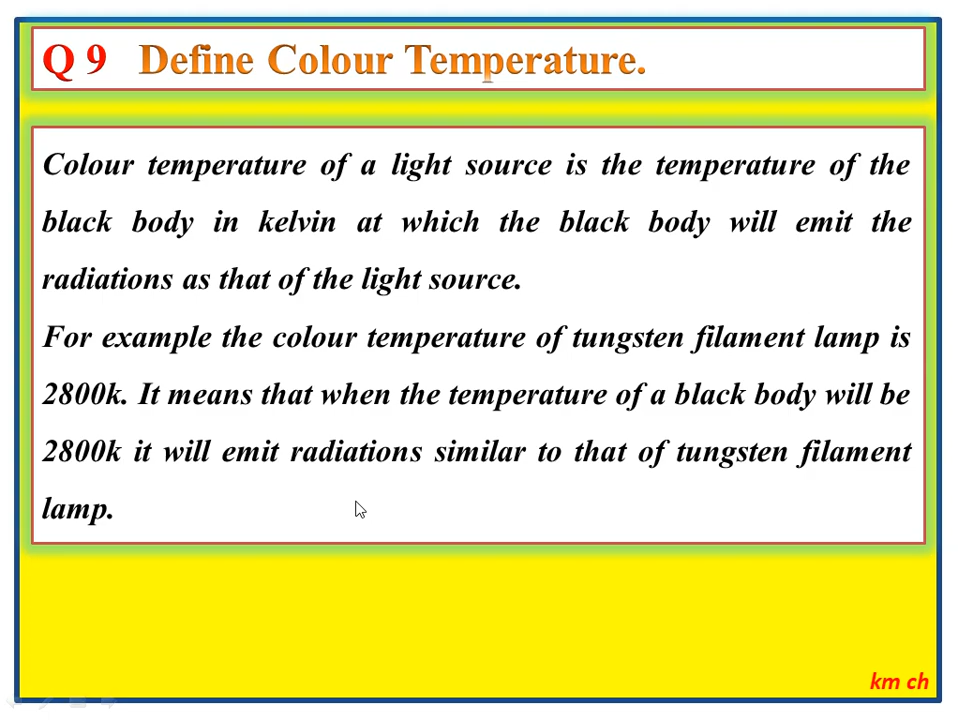 Q 9 Define Colour Temperature.
Colour temperature of a light source is the temperature of the
black body in kelvin at which the black body will emit the
radiations as that of the light source.
For example the colour temperature of tungsten filament lamp is
2800k. It means that when the temperature of a black body will be
2800k it will emit radiations similar to that of tungsten filament
lamp.
km ch